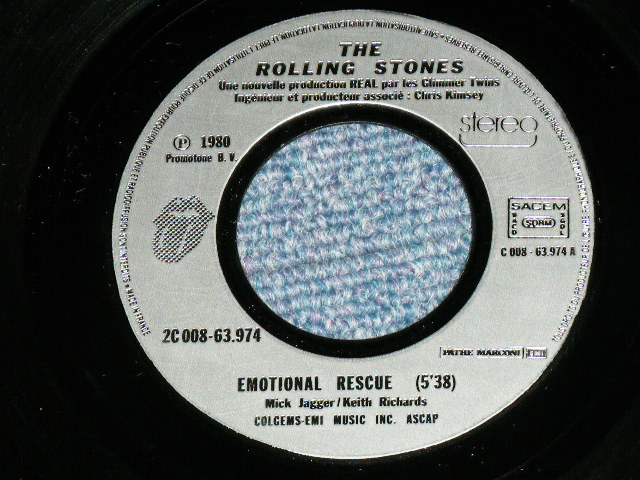 THE
ROLLING STONES
Une nouvelle production REAL par les Glimmer Twins
Ingénieur et producteur associé : Chris Kimsey
stereo
℗ 1980
Promotone B. V.
SACEM
SACD SDRM SGDL
C 008 - 63.974 A
2C 008-63.974
PATHE MARCONI EMI
EMOTIONAL RESCUE (5'38)
Mick Jagger/Keith Richards
COLGEMS-EMI MUSIC INC. ASCAP